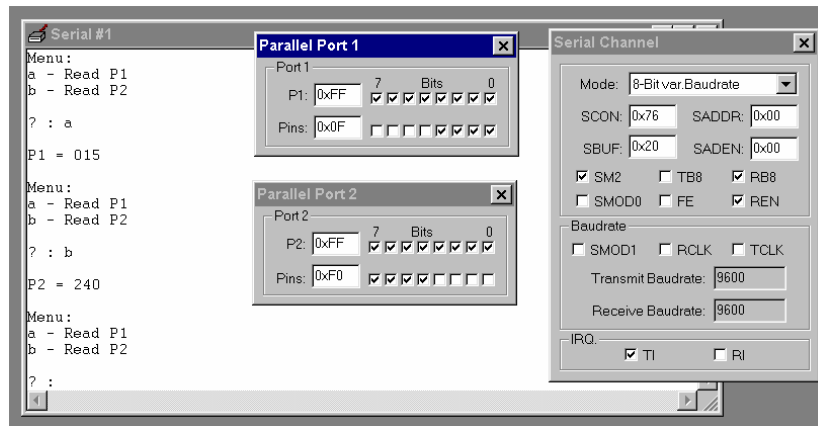 Serial #1
Menu:
a - Read P1
b - Read P2
? : a
P1 = 015
Menu:
a - Read P1
b - Read P2
? : b
P2 = 240
Menu:
a - Read P1
b - Read P2
? :
Parallel Port 1
Port 1
7 Bits 0
P1: 0xFF
Pins: 0x0F
Parallel Port 2
Port 2
7 Bits 0
P2: 0xFF
Pins: 0xF0
Serial Channel
Mode: 8-Bit var.Baudrate
SCON: 0x76 SADDR: 0x00
SBUF: 0x20 SADEN: 0x00
SM2 TB8 RB8
SMOD0 FE REN
Baudrate
SMOD1 RCLK TCLK
Transmit Baudrate: 9600
Receive Baudrate: 9600
IRQ.
TI RI